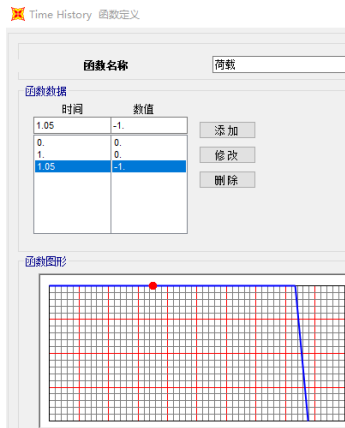 Time History 函数定义
函数名称 荷载
函数数据
时间 数值
1.05 -1.
添加
0. 0.
1. 0.
修改
1.05 -1.
删除
函数图形